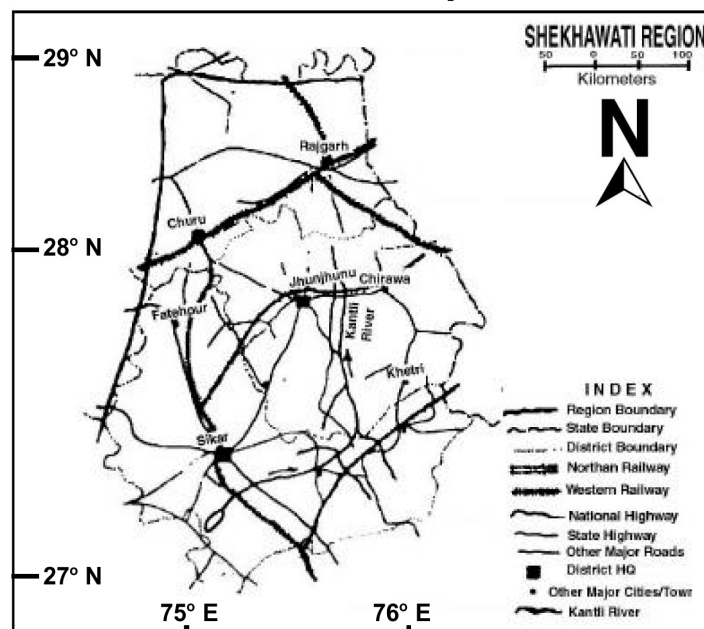 29° N
SHEKHAWATI REGION
50 0 50 100
Kilometers
N
Rajgarh
Churu
28° N
Jhunjhunu
Chirawa
Fatehour
Kantli
River
Khetri
Sikar
INDEX
Region Boundary
State Boundary
District Boundary
Northan Railway
Western Railway
National Highway
State Highway
Other Major Roads
District HQ
Other Major Cities/Town
Kantli River
27° N
75° E 76° E